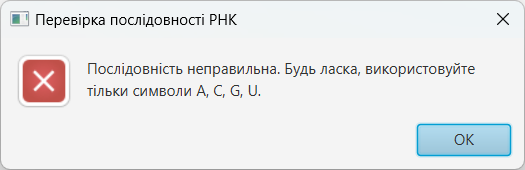 Перевірка послідовності РНК
Послідовність неправильна. Будь ласка, використовуйте
тільки символи A, C, G, U.
OK